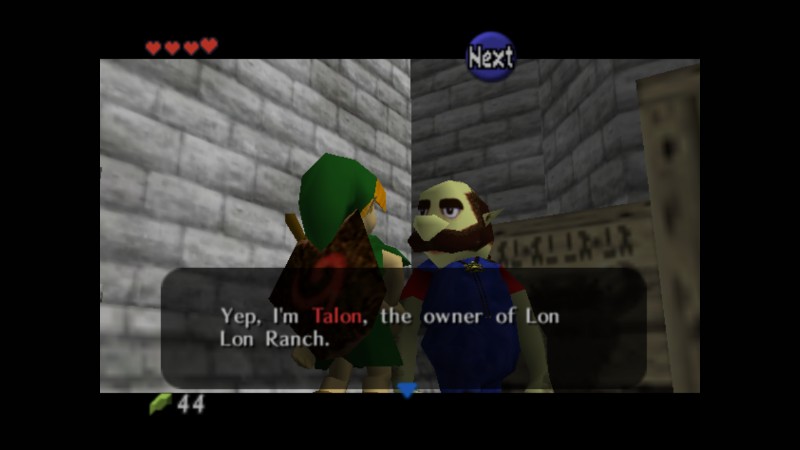 Next
Yep, I'm Talon, the owner of Lon
Lon Ranch.
44